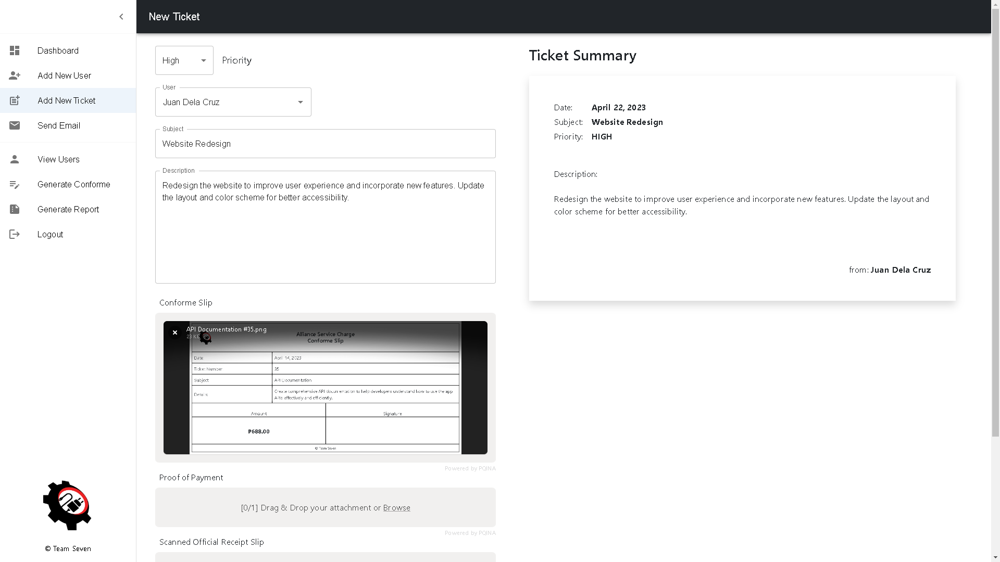 New Ticket
Dashboard
Add New User
Add New Ticket
Send Email
View Users
Generate Conforme
Generate Report
Logout
© Team Seven
High
Priority
User
Juan Dela Cruz
Subject
Website Redesign
Description
Redesign the website to improve user experience and incorporate new features. Update
the layout and color scheme for better accessibility.
Conforme Slip
API Documentation #35.png
23 KB
Alliance Service Charge
Conforme Slip
Date: April 14, 2023
Ticket Number: 35
Subject: API Documentation
Details: Create comprehensive API documentation to help developers understand how to use the app
APIs effectively and efficiently.
Amount Signature
₱688.00
© Team Seven
Powered by PQINA
Proof of Payment
[0/1] Drag & Drop your attachment or Browse
Powered by PQINA
Scanned Official Receipt Slip
Ticket Summary
Date: April 22, 2023
Subject: Website Redesign
Priority: HIGH
Description:
Redesign the website to improve user experience and incorporate new features. Update the layout and
color scheme for better accessibility.
from: Juan Dela Cruz